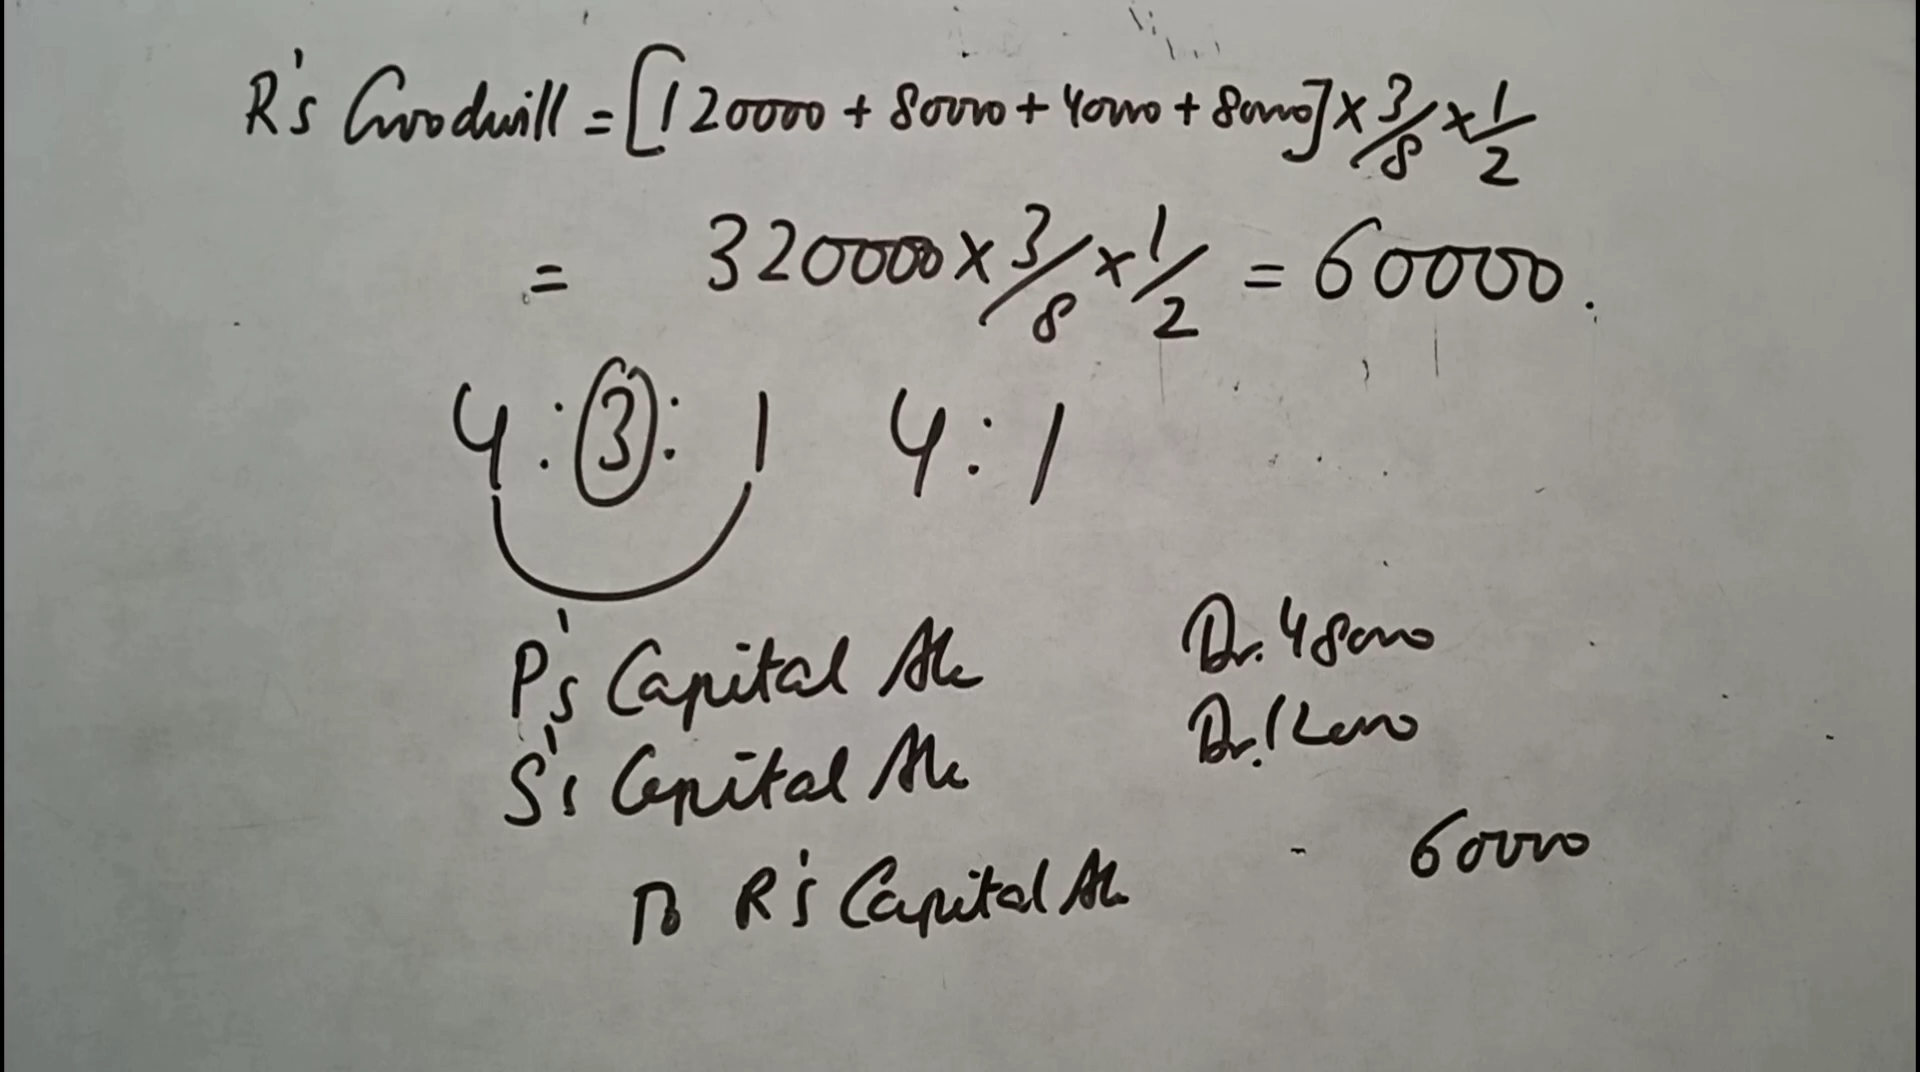 R's Goodwill = [120000 + 80000 + 40000 + 80000] × 3/8 × 1/2
= 320000 × 3/8 × 1/2 = 60000.
4 : 3 : 1 4 : 1
P's Capital A/c Dr. 48000
S's Capital A/c Dr. 12000
To R's Capital A/c - 60000